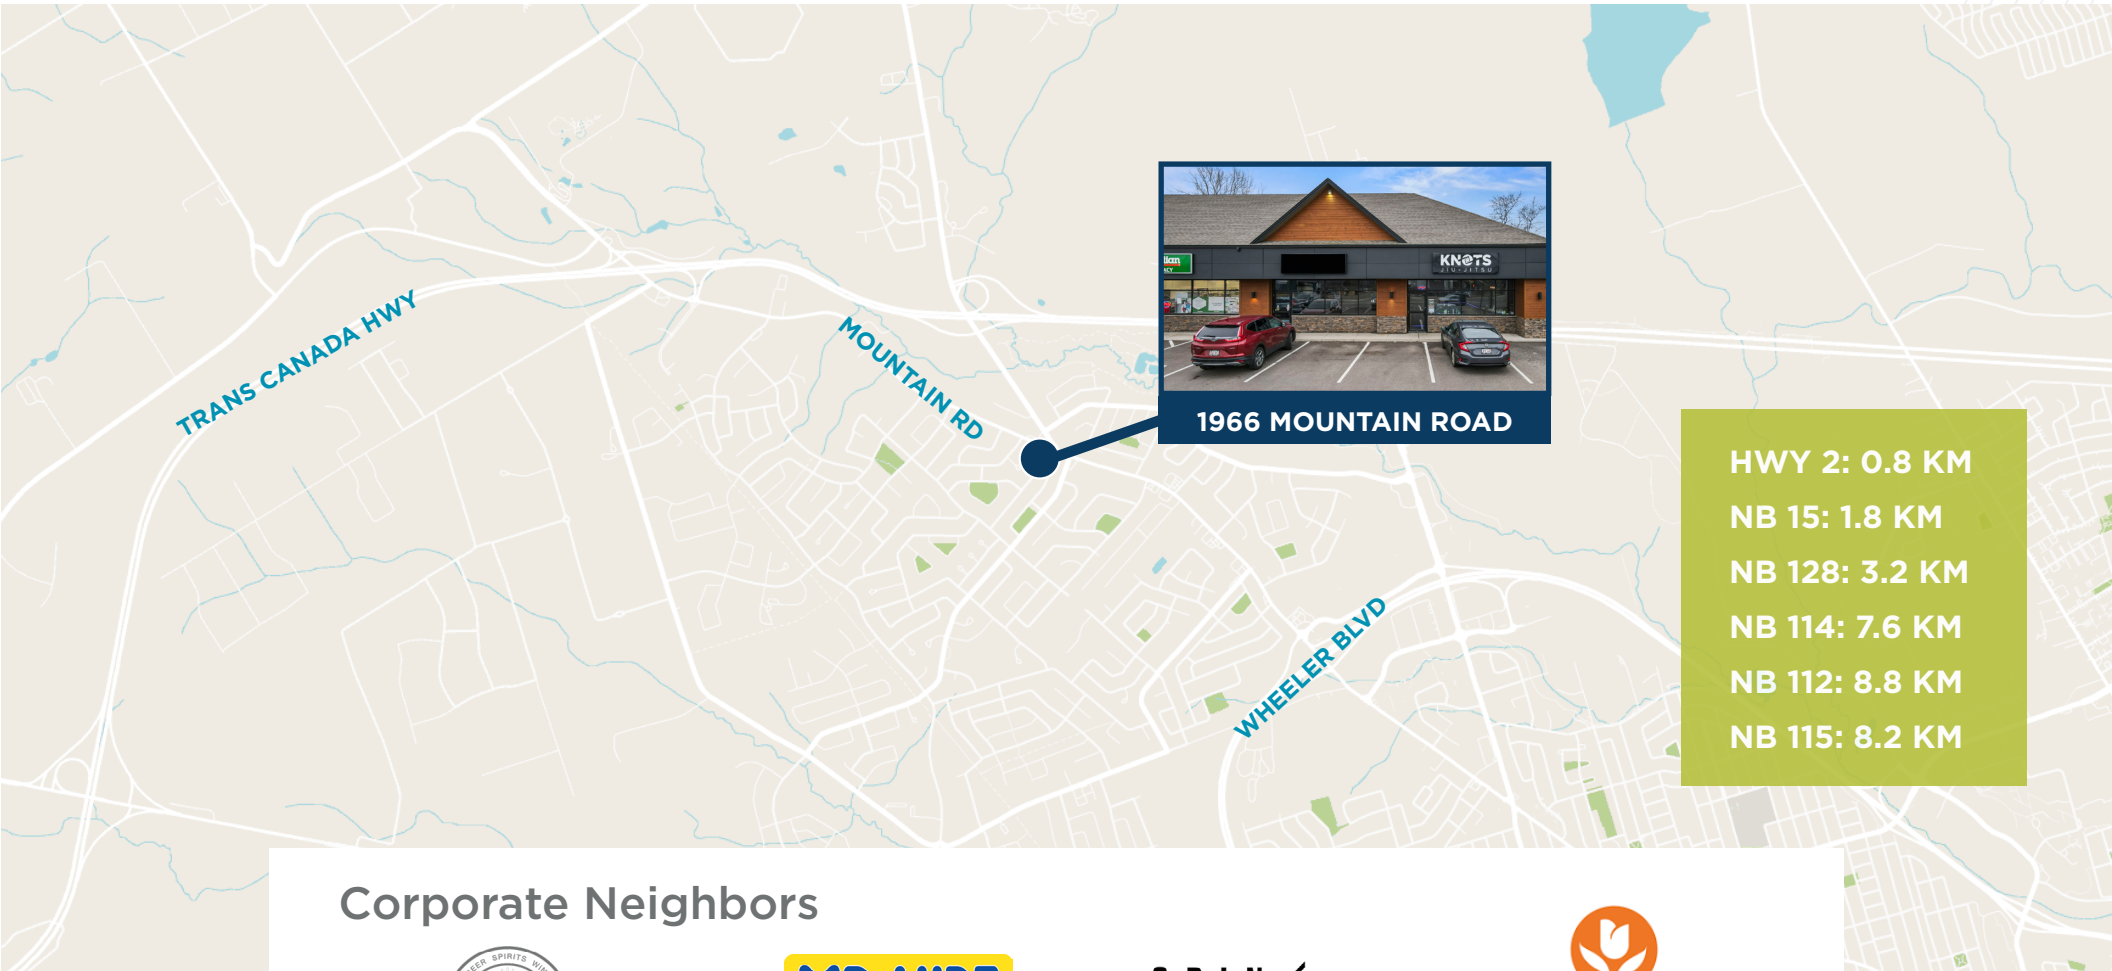 TRANS CANADA HWY
MOUNTAIN RD
KNOTS
JIU-JITSU
1966 MOUNTAIN ROAD
HWY 2: 0.8 KM
NB 15: 1.8 KM
NB 128: 3.2 KM
NB 114: 7.6 KM
NB 112: 8.8 KM
NB 115: 8.2 KM
WHEELER BLVD
Corporate Neighbors
SPIRITS